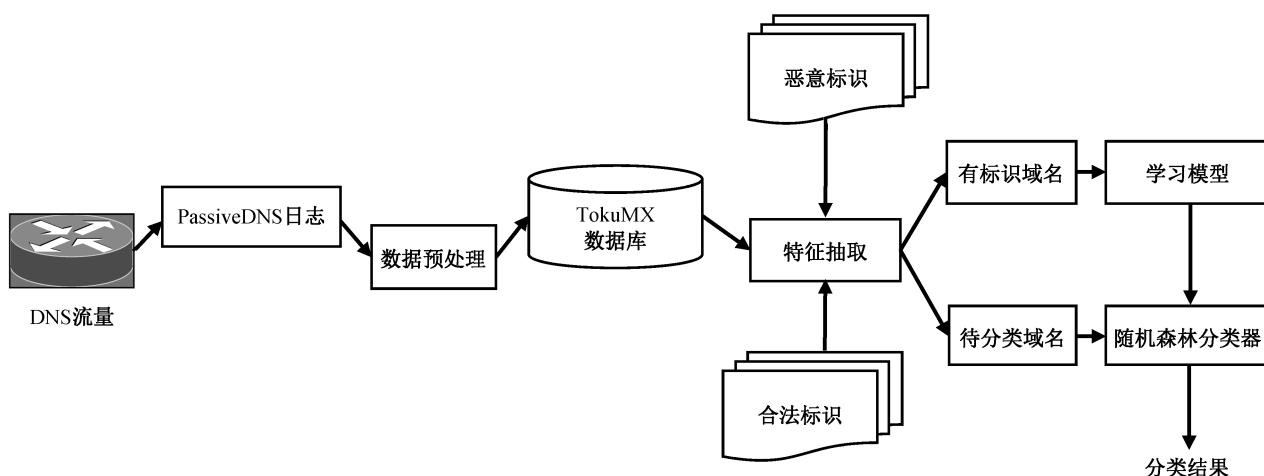 恶意标识
有标识域名
学习模型
PassiveDNS日志
TokuMX
数据库
数据预处理
特征抽取
DNS流量
待分类域名
随机森林分类器
合法标识
分类结果